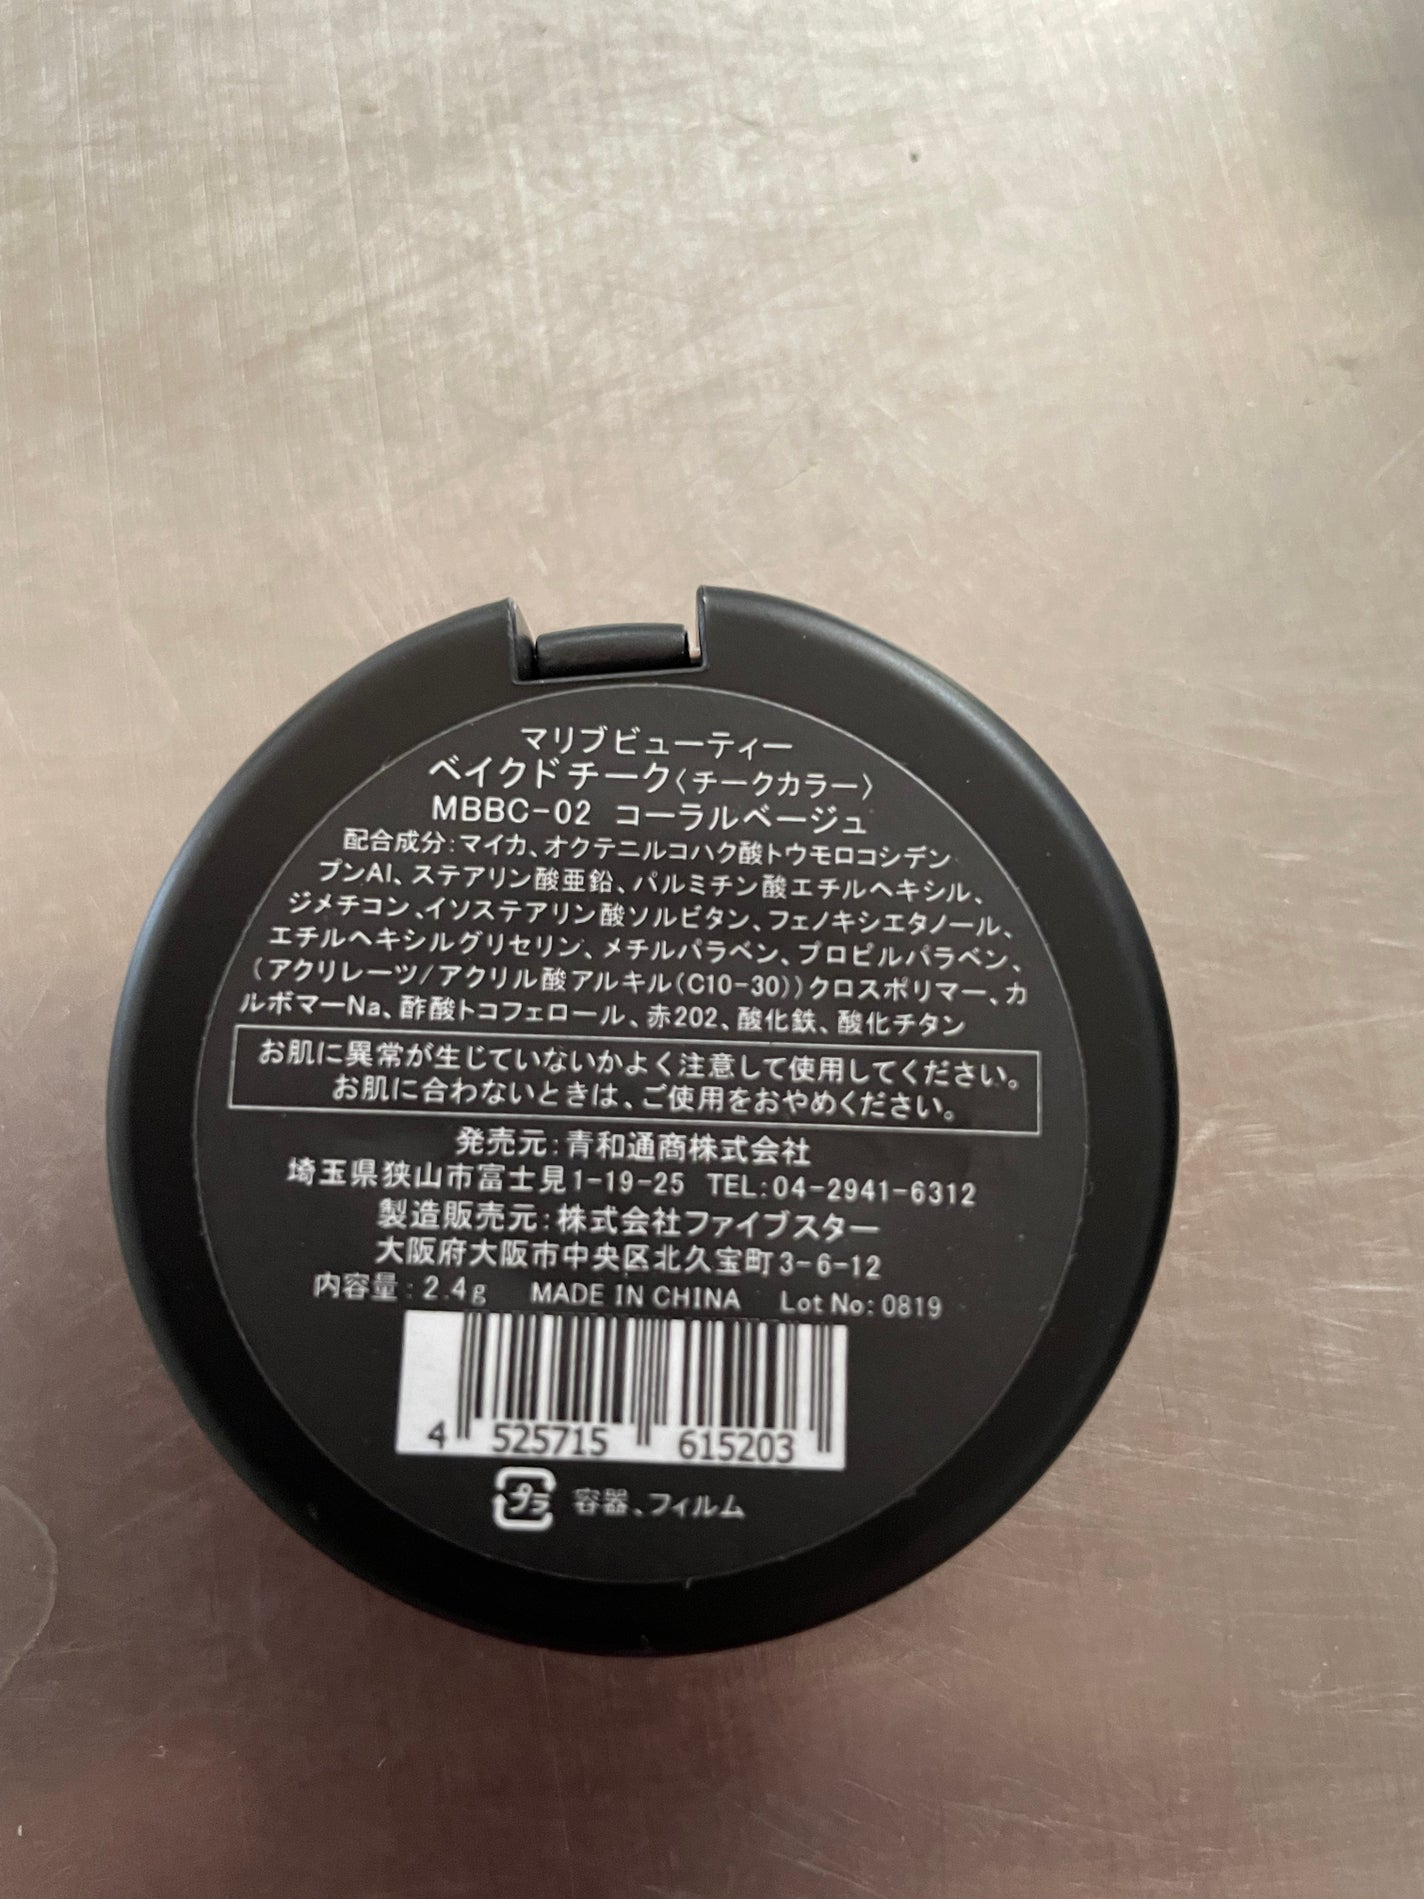 マリブビューティー
ベイクドチーク〈チークカラー〉
MBBC-02 コーラルベージュ
配合成分:マイカ、オクテニルコハク酸トウモロコシデン
プンAl、ステアリン酸亜鉛、パルミチン酸エチルヘキシル、
ジメチコン、イソステアリン酸ソルビタン、フェノキシエタノール、
エチルヘキシルグリセリン、メチルパラベン、プロピルパラベン、
(アクリレーツ/アクリル酸アルキル(C10-30))クロスポリマー、カ
ルボマーNa、酢酸トコフェロール、赤202、酸化鉄、酸化チタン
お肌に異常が生じていないかよく注意して使用してください。
お肌に合わないときは、ご使用をおやめください。
発売元:青和通商株式会社
埼玉県狭山市富士見1-19-25 TEL:04-2941-6312
製造販売元:株式会社ファイブスター
大阪府大阪市中央区北久宝町3-6-12
内容量:2.4g MADE IN CHINA Lot No:0819
4 525715 615203
プラ 容器、フィルム